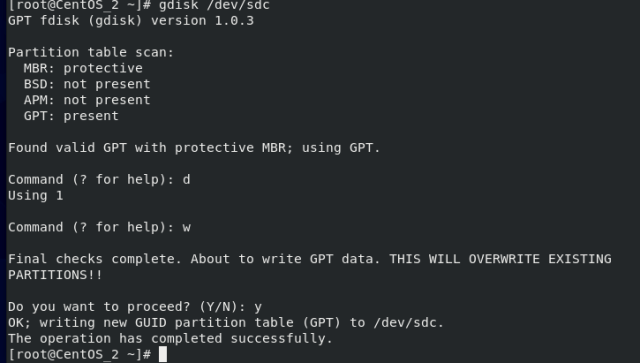 [root@CentOS_2 ~]# gdisk /dev/sdc
GPT fdisk (gdisk) version 1.0.3
Partition table scan:
MBR: protective
BSD: not present
APM: not present
GPT: present
Found valid GPT with protective MBR; using GPT.
Command (? for help): d
Using 1
Command (? for help): w
Final checks complete. About to write GPT data. THIS WILL OVERWRITE EXISTING
PARTITIONS!!
Do you want to proceed? (Y/N): y
OK; writing new GUID partition table (GPT) to /dev/sdc.
The operation has completed successfully.
[root@CentOS_2 ~]#